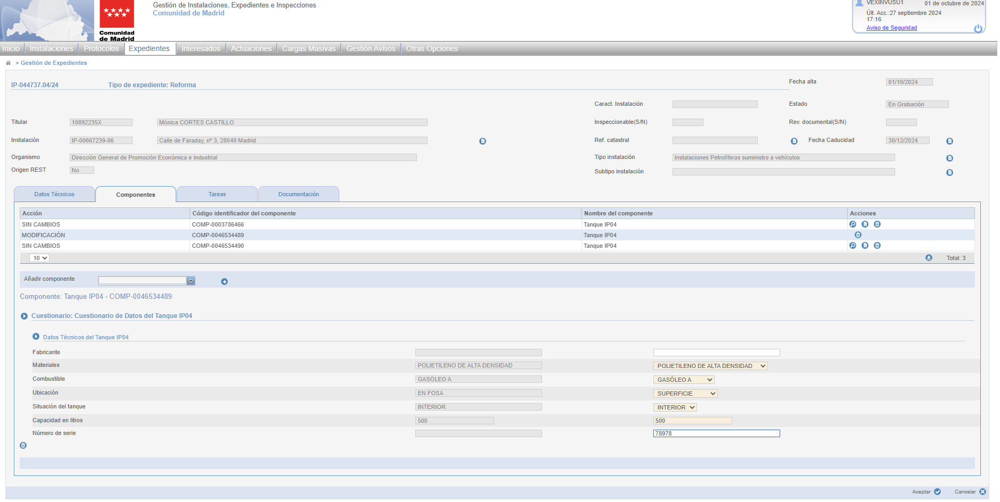 Gestión de Instalaciones, Expedientes e Inspecciones
Comunidad de Madrid
Comunidad
de Madrid
VEXINVUSU1 01 de octubre de 2024
Últ. Acc.:27 septiembre 2024
17:16
Aviso de Seguridad
Inicio Instalaciones Protocolos Expedientes Interesados Actuaciones Cargas Masivas Gestión Avisos Otras Opciones
> Gestión de Expedientes
IP-044737.04/24 Tipo de expediente: Reforma Fecha alta 01/10/2024
Caract. Instalación Estado En Grabación
Titular 10892235X Mónica CORTES CASTILLO Inspeccionable(S/N) Rev. documental(S/N)
Instalación IP-00667239-06 Calle de Faraday, nº 3, 28049 Madrid Ref. catastral Fecha Caducidad 30/12/2024
Organismo Dirección General de Promoción Económica e Industrial Tipo instalación Instalaciones Petrolíferas suministro a vehículos
Origen REST No Subtipo instalación
Datos Técnicos Componentes Tareas Documentación
Acción Código identificador del componente Nombre del componente Acciones
SIN CAMBIOS COMP-0003786466 Tanque IP04
MODIFICACIÓN COMP-0046534489 Tanque IP04
SIN CAMBIOS COMP-0046534490 Tanque IP04
10 Total: 3
Añadir componente
Componente: Tanque IP04 - COMP-0046534489
Cuestionario: Cuestionario de Datos del Tanque IP04
Datos Técnicos del Tanque IP04
Fabricante
Materiales POLIETILENO DE ALTA DENSIDAD POLIETILENO DE ALTA DENSIDAD
Combustible GASÓLEO A GASÓLEO A
Ubicación EN FOSA SUPERFICIE
Situación del tanque INTERIOR INTERIOR
Capacidad en litros 500 500
Número de serie 78978
Aceptar Cancelar